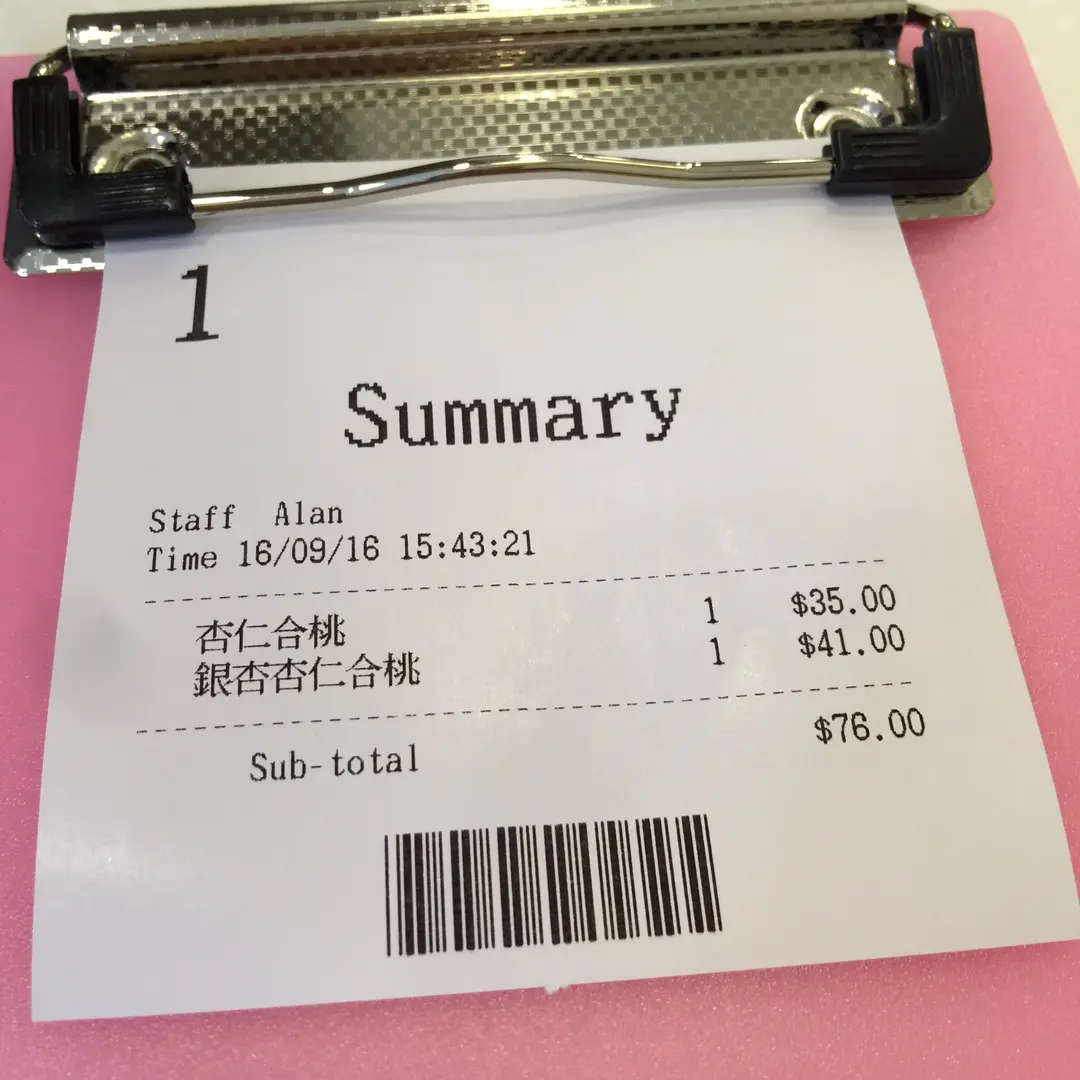 1
Summary
Staff Alan
Time 16/09/16 15:43:21
杏仁合桃 1 $35.00
銀杏杏仁合桃 1 $41.00
Sub-total $76.00